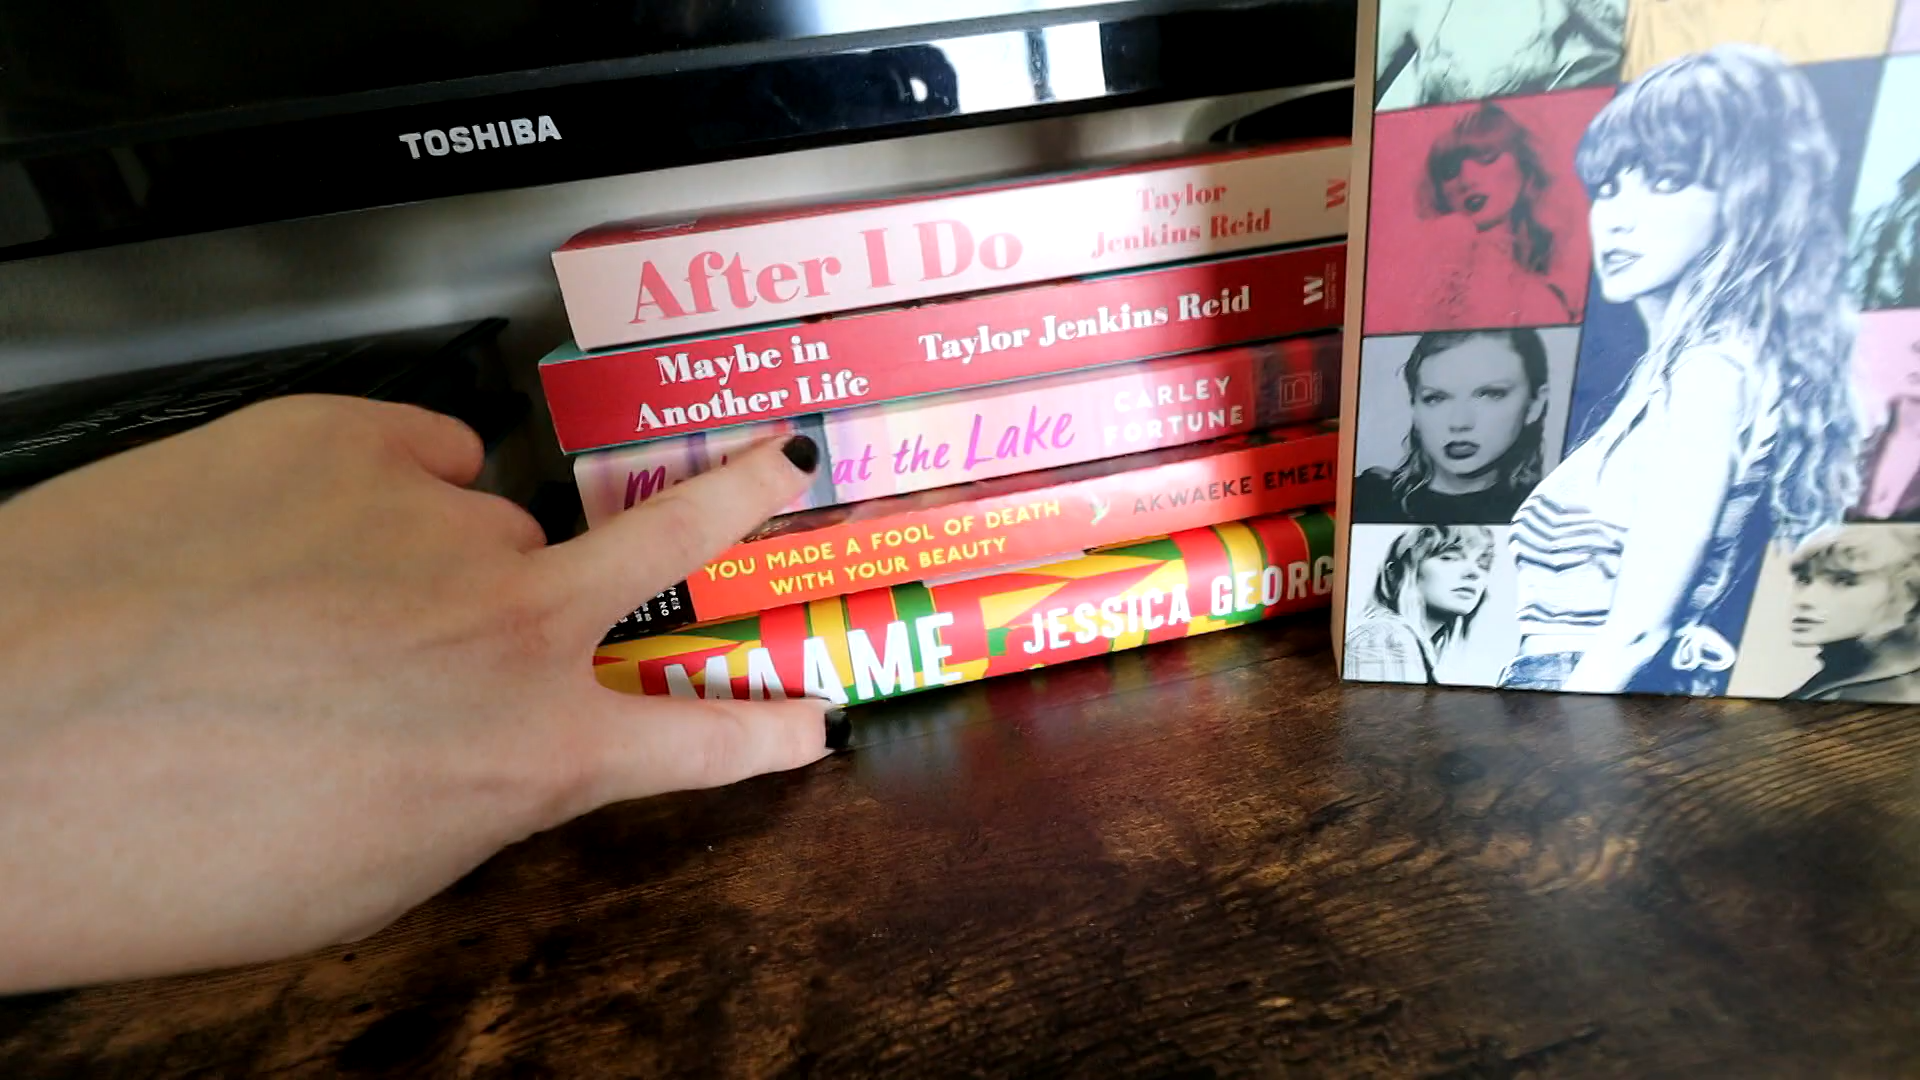 TOSHIBA
After I Do
Taylor
Jenkins Reid
W
Maybe in
Another Life
Taylor Jenkins Reid
W
at the Lake
CARLEY
FORTUNE
YOU MADE A FOOL OF DEATH
WITH YOUR BEAUTY
AKWAEKE EMEZI
MAAME
JESSICA GEORG